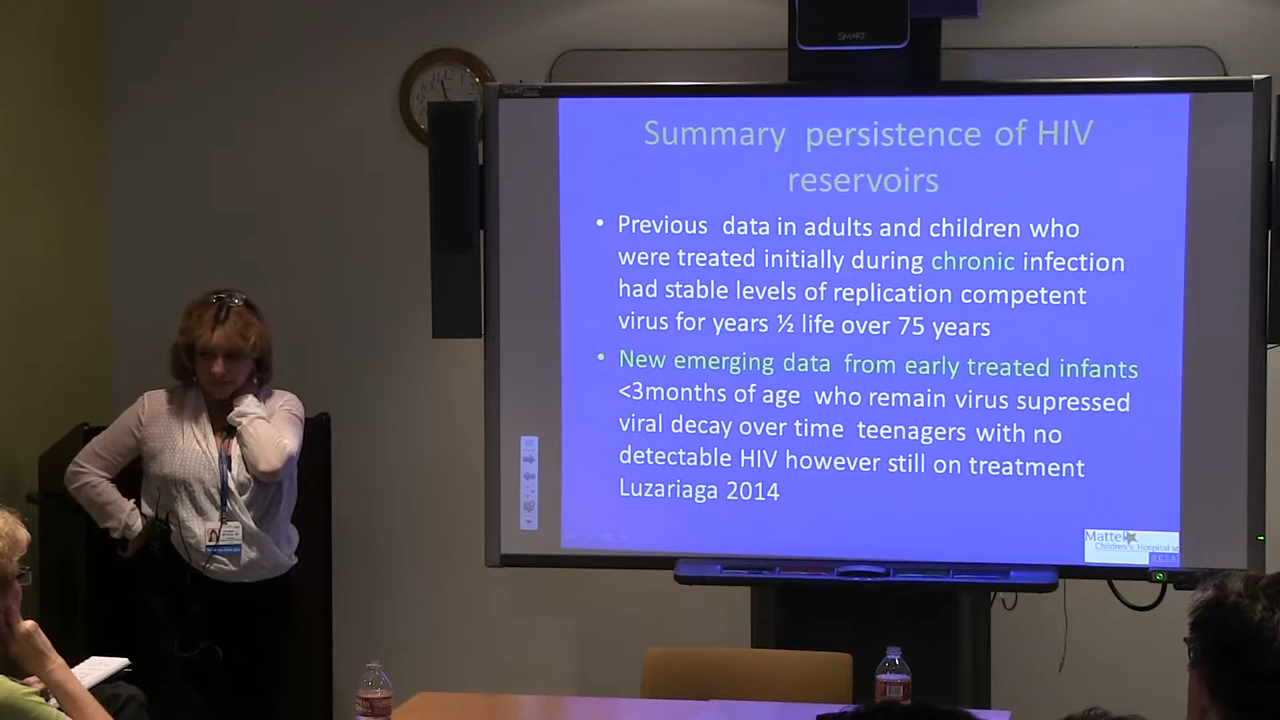 SMART
Summary persistence of HIV
reservoirs
• Previous data in adults and children who
were treated initially during chronic infection
had stable levels of replication competent
virus for years ½ life over 75 years
• New emerging data from early treated infants
<3months of age who remain virus supressed
viral decay over time teenagers with no
detectable HIV however still on treatment
Luzariaga 2014
Mattel
Children's Hospital at
UCLA